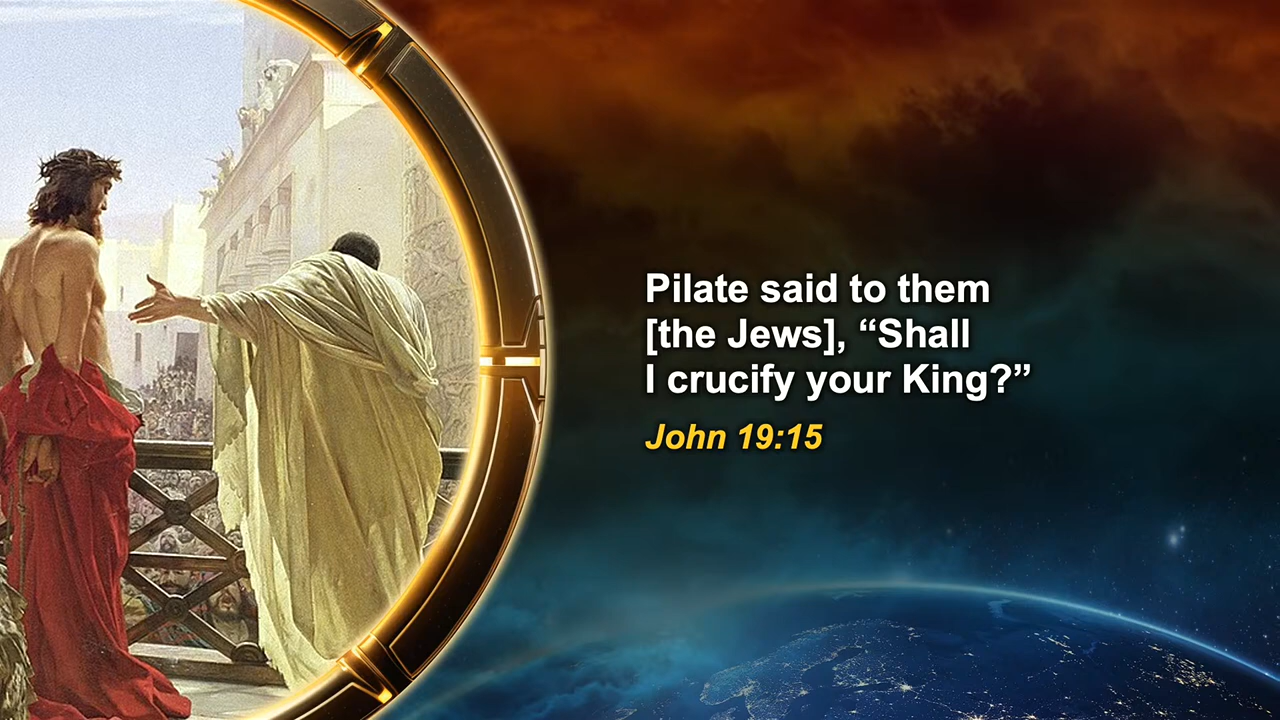 Pilate said to them
[the Jews], “Shall
I crucify your King?”
John 19:15